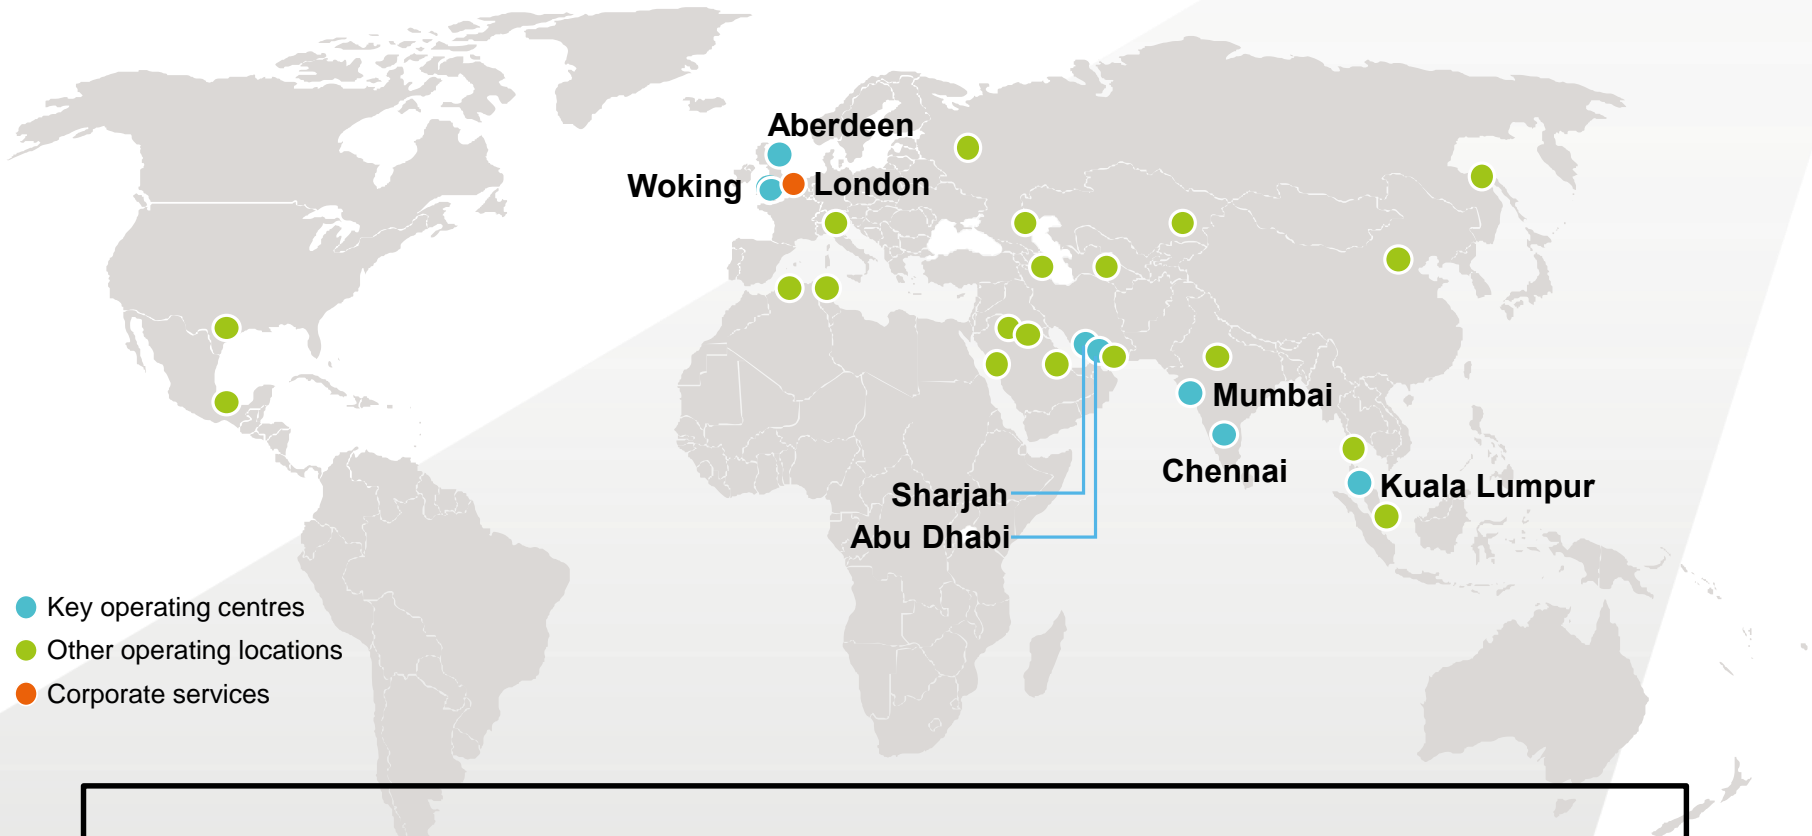 Aberdeen
Woking
London
Mumbai
Chennai
Kuala Lumpur
Sharjah
Abu Dhabi
Key operating centres
Other operating locations
Corporate services